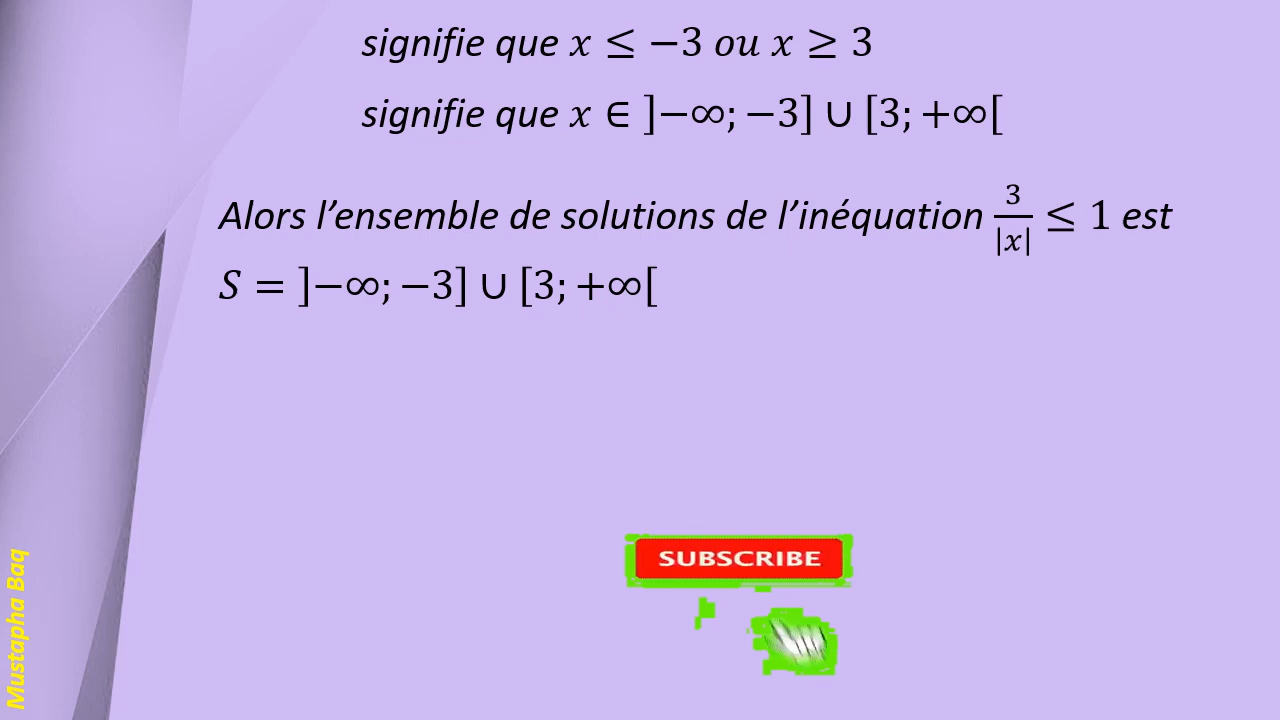 signifie que x ≤ −3 ou x ≥ 3
signifie que x ∈ ]−∞; −3] ∪ [3; +∞[
Alors l’ensemble de solutions de l’inéquation 3/|x| ≤ 1 est
S = ]−∞; −3] ∪ [3; +∞[
SUBSCRIBE
Mustapha Baq